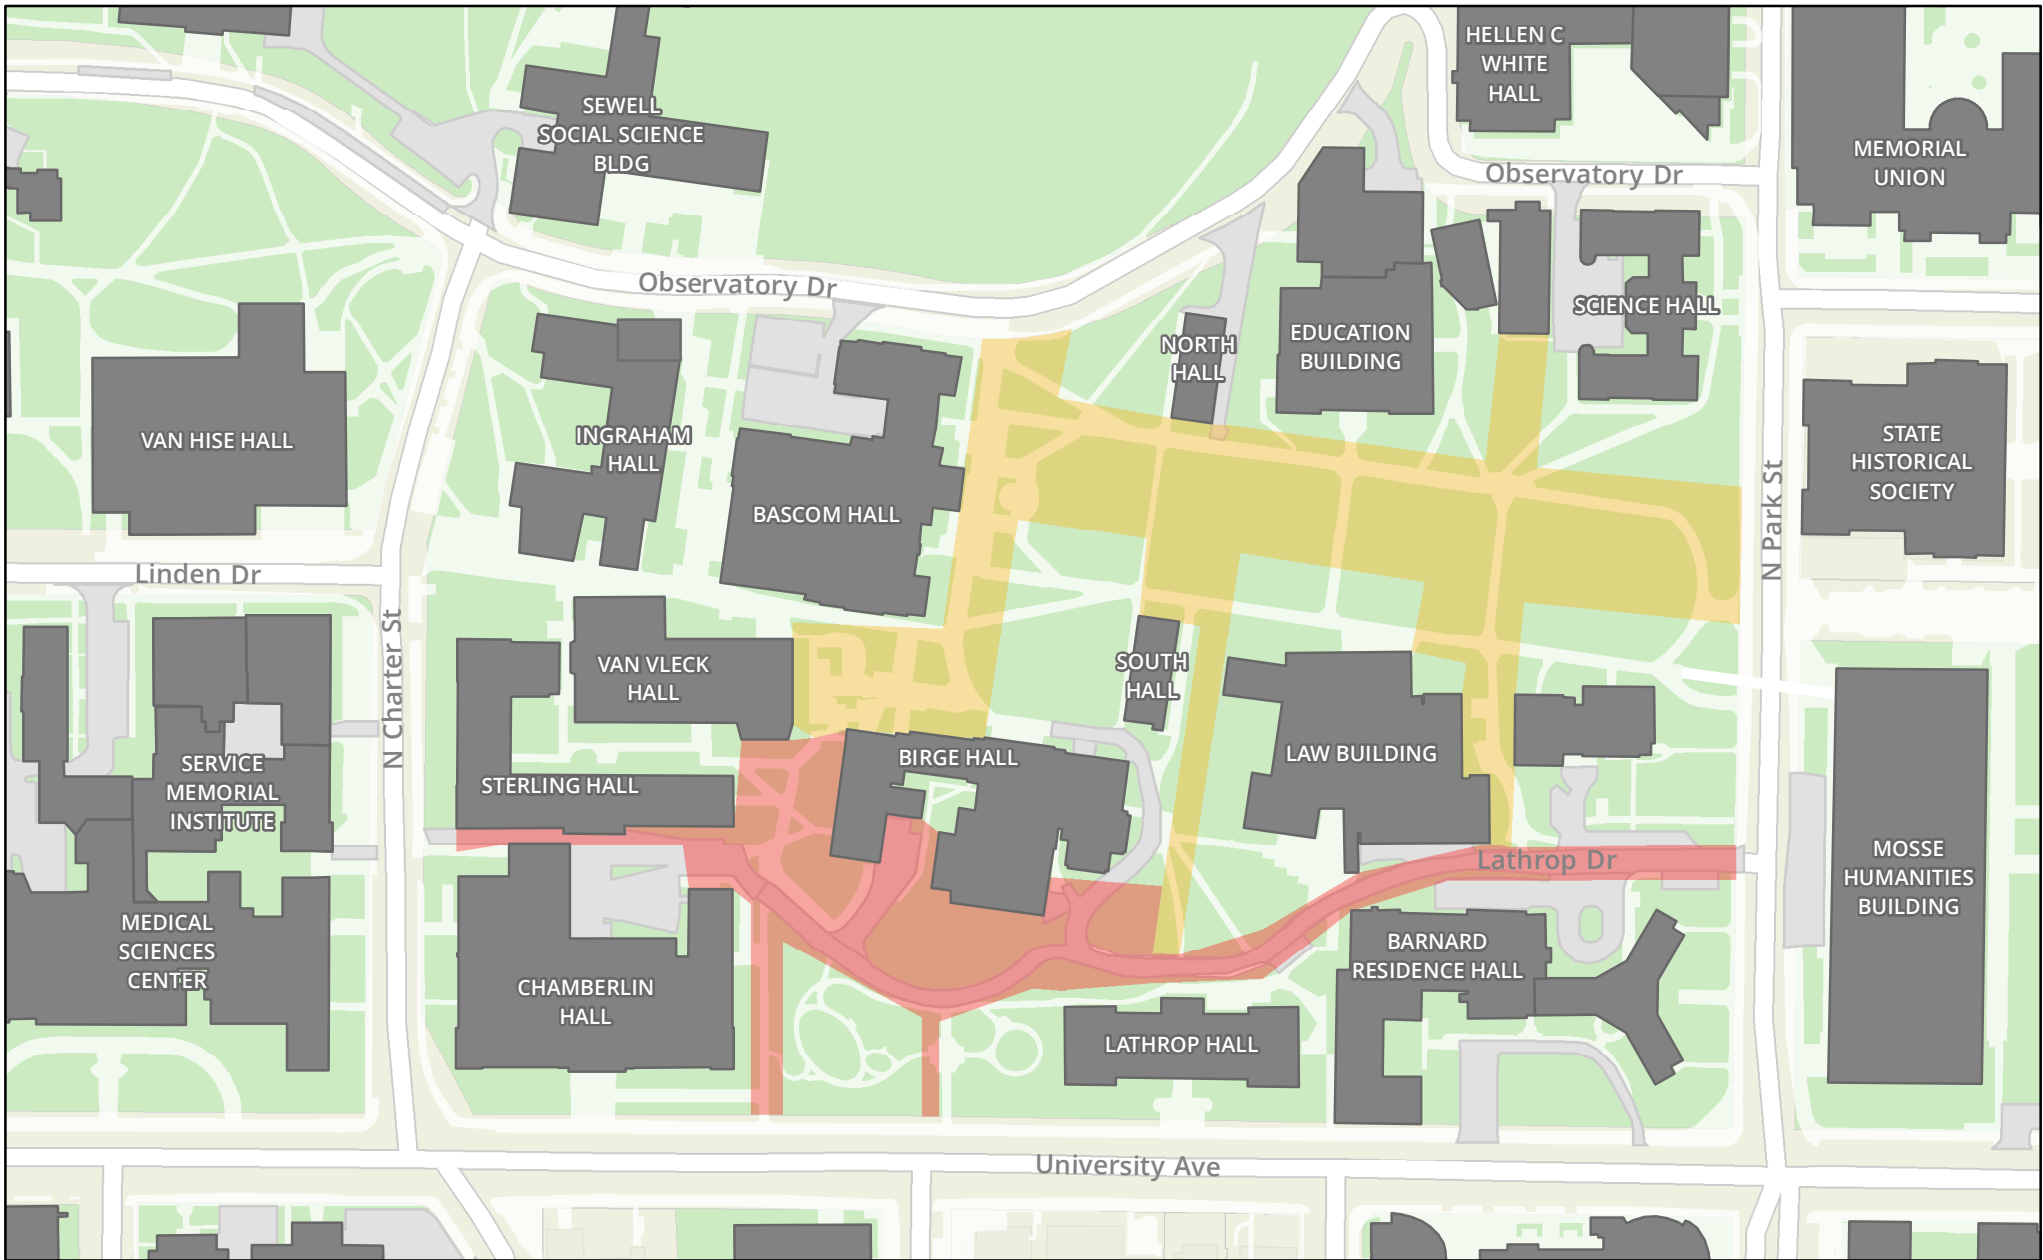 HELLEN C
WHITE
HALL
SEWELL
SOCIAL SCIENCE
BLDG
MEMORIAL
UNION
Observatory Dr
Observatory Dr
SCIENCE HALL
NORTH
HALL
EDUCATION
BUILDING
VAN HISE HALL
INGRAHAM
HALL
STATE
HISTORICAL
SOCIETY
BASCOM HALL
N Park St
Linden Dr
N Charter St
VAN VLECK
HALL
SOUTH
HALL
BIRGE HALL
LAW BUILDING
STERLING HALL
SERVICE
MEMORIAL
INSTITUTE
Lathrop Dr
MOSSE
HUMANITIES
BUILDING
MEDICAL
SCIENCES
CENTER
BARNARD
RESIDENCE HALL
CHAMBERLIN
HALL
LATHROP HALL
University Ave